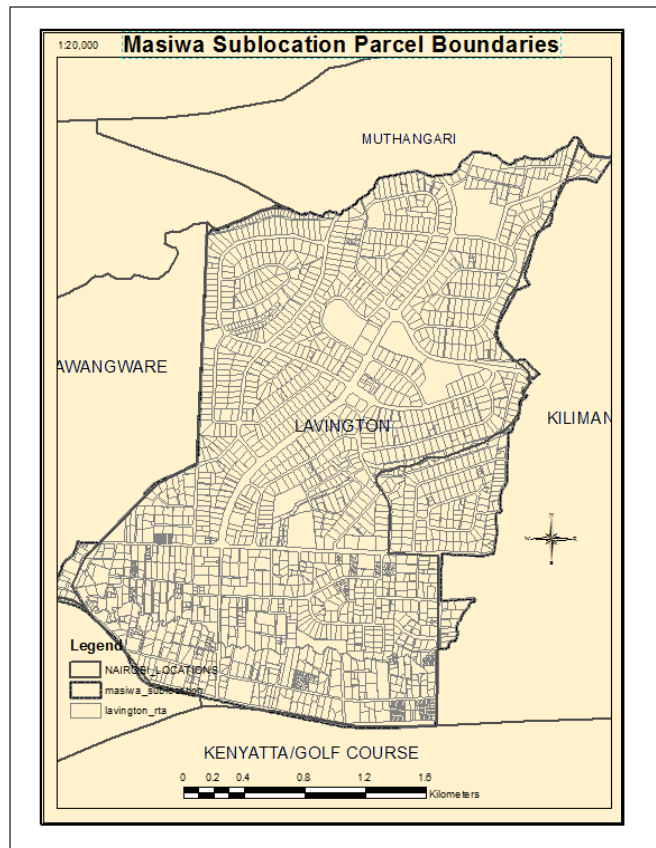 1:20,000
Masiwa Sublocation Parcel Boundaries
MUTHANGARI
AWANGWARE
KILIMAN
LAVINGTON
Legend
NAIROBI_LOCATIONS
masiwa_sublocation
lavington_rta
KENYATTA/GOLF COURSE
0 0.2 0.4 0.8 1.2 1.6
Kilometers